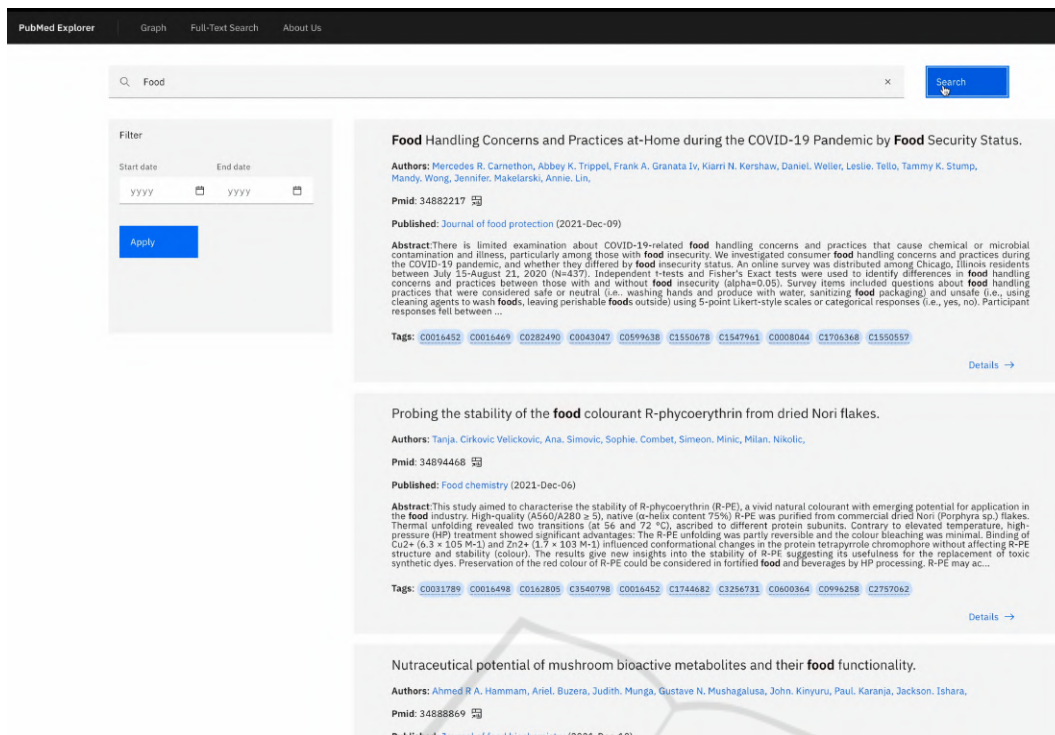 PubMed Explorer Graph Full-Text Search About Us
Food × Search
Filter
Start date End date
yyyy yyyy
Apply
Food Handling Concerns and Practices at-Home during the COVID-19 Pandemic by Food Security Status.
Authors: Mercedes R. Carnethon, Abbey K. Trippel, Frank A. Granata Iv, Kiarri N. Kershaw, Daniel. Weller, Leslie. Tello, Tammy K. Stump,
Mandy. Wong, Jennifer. Makelarski, Annie. Lin,
Pmid: 34882217
Published: Journal of food protection (2021-Dec-09)
Abstract:There is limited examination about COVID-19-related food handling concerns and practices that cause chemical or microbial
contamination and illness, particularly among those with food insecurity. We investigated consumer food handling concerns and practices during
the COVID-19 pandemic, and whether they differed by food insecurity status. An online survey was distributed among Chicago, Illinois residents
between July 15-August 21, 2020 (N=437). Independent t-tests and Fisher's Exact tests were used to identify differences in food handling
concerns and practices between those with and without food insecurity (alpha=0.05). Survey items included questions about food handling
practices that were considered safe or neutral (i.e.. washing hands and produce with water, sanitizing food packaging) and unsafe (i.e., using
cleaning agents to wash foods, leaving perishable foods outside) using 5-point Likert-style scales or categorical responses (i.e., yes, no). Participant
responses fell between ...
Tags: C0016452 C0016469 C0282490 C0043047 C0599638 C1550678 C1547961 C0008044 C1706368 C1550557
Details →
Probing the stability of the food colourant R-phycoerythrin from dried Nori flakes.
Authors: Tanja. Cirkovic Velickovic, Ana. Simovic, Sophie. Combet, Simeon. Minic, Milan. Nikolic,
Pmid: 34894468
Published: Food chemistry (2021-Dec-06)
Abstract:This study aimed to characterise the stability of R-phycoerythrin (R-PE), a vivid natural colourant with emerging potential for application in
the food industry. High-quality (A560/A280 ≥ 5), native (α-helix content 75%) R-PE was purified from commercial dried Nori (Porphyra sp.) flakes.
Thermal unfolding revealed two transitions (at 56 and 72 °C), ascribed to different protein subunits. Contrary to elevated temperature, high-
pressure (HP) treatment showed significant advantages: The R-PE unfolding was partly reversible and the colour bleaching was minimal. Binding of
Cu2+ (6.3 × 105 M-1) and Zn2+ (1.7 × 103 M-1) influenced conformational changes in the protein tetrapyrrole chromophore without affecting R-PE
structure and stability (colour). The results give new insights into the stability of R-PE suggesting its usefulness for the replacement of toxic
synthetic dyes. Preservation of the red colour of R-PE could be considered in fortified food and beverages by HP processing. R-PE may ac...
Tags: C0031789 C0016498 C0162805 C3540798 C0016452 C1744682 C3256731 C0600364 C0996258 C2757062
Details →
Nutraceutical potential of mushroom bioactive metabolites and their food functionality.
Authors: Ahmed R A. Hammam, Ariel. Buzera, Judith. Munga, Gustave N. Mushagalusa, John. Kinyuru, Paul. Karanja, Jackson. Ishara,
Pmid: 34888869